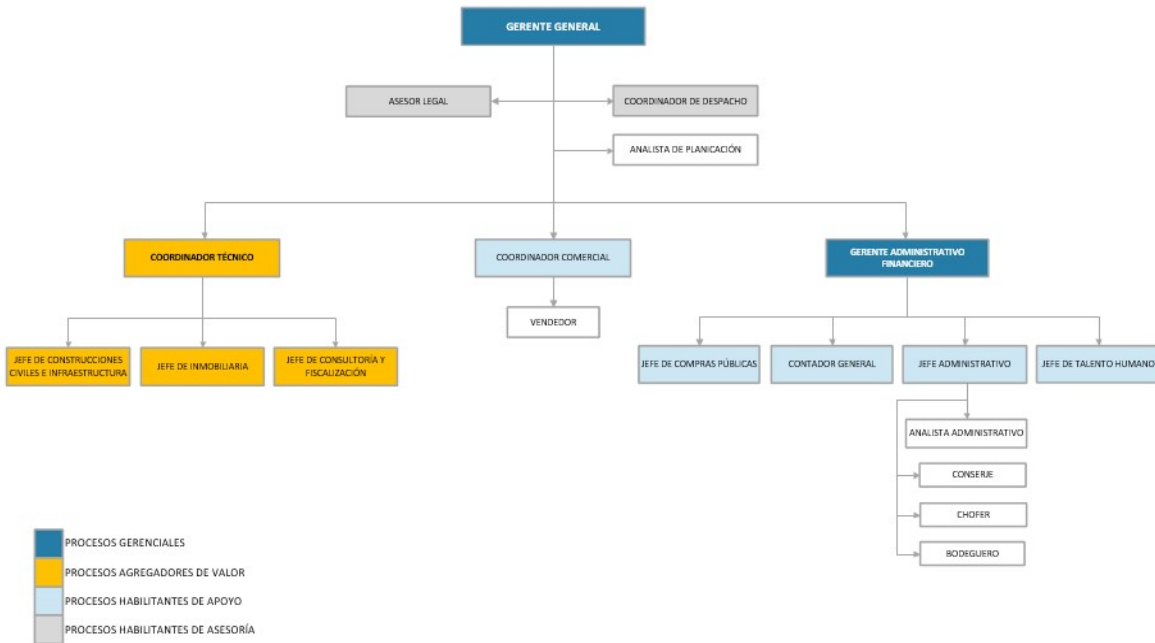 GERENTE GENERAL
ASESOR LEGAL
COORDINADOR DE DESPACHO
ANALISTA DE PLANICACIÓN
COORDINADOR TÉCNICO
COORDINADOR COMERCIAL
GERENTE ADMINISTRATIVO
FINANCIERO
VENDEDOR
JEFE DE CONSTRUCCIONES
CIVILES E INFRAESTRUCTURA
JEFE DE INMOBILIARIA
JEFE DE CONSULTORÍA Y
FISCALIZACIÓN
JEFE DE COMPRAS PÚBLICAS
CONTADOR GENERAL
JEFE ADMINISTRATIVO
JEFE DE TALENTO HUMANO
ANALISTA ADMINISTRATIVO
CONSERJE
CHOFER
BODEGUERO
PROCESOS GERENCIALES
PROCESOS AGREGADORES DE VALOR
PROCESOS HABILITANTES DE APOYO
PROCESOS HABILITANTES DE ASESORÍA